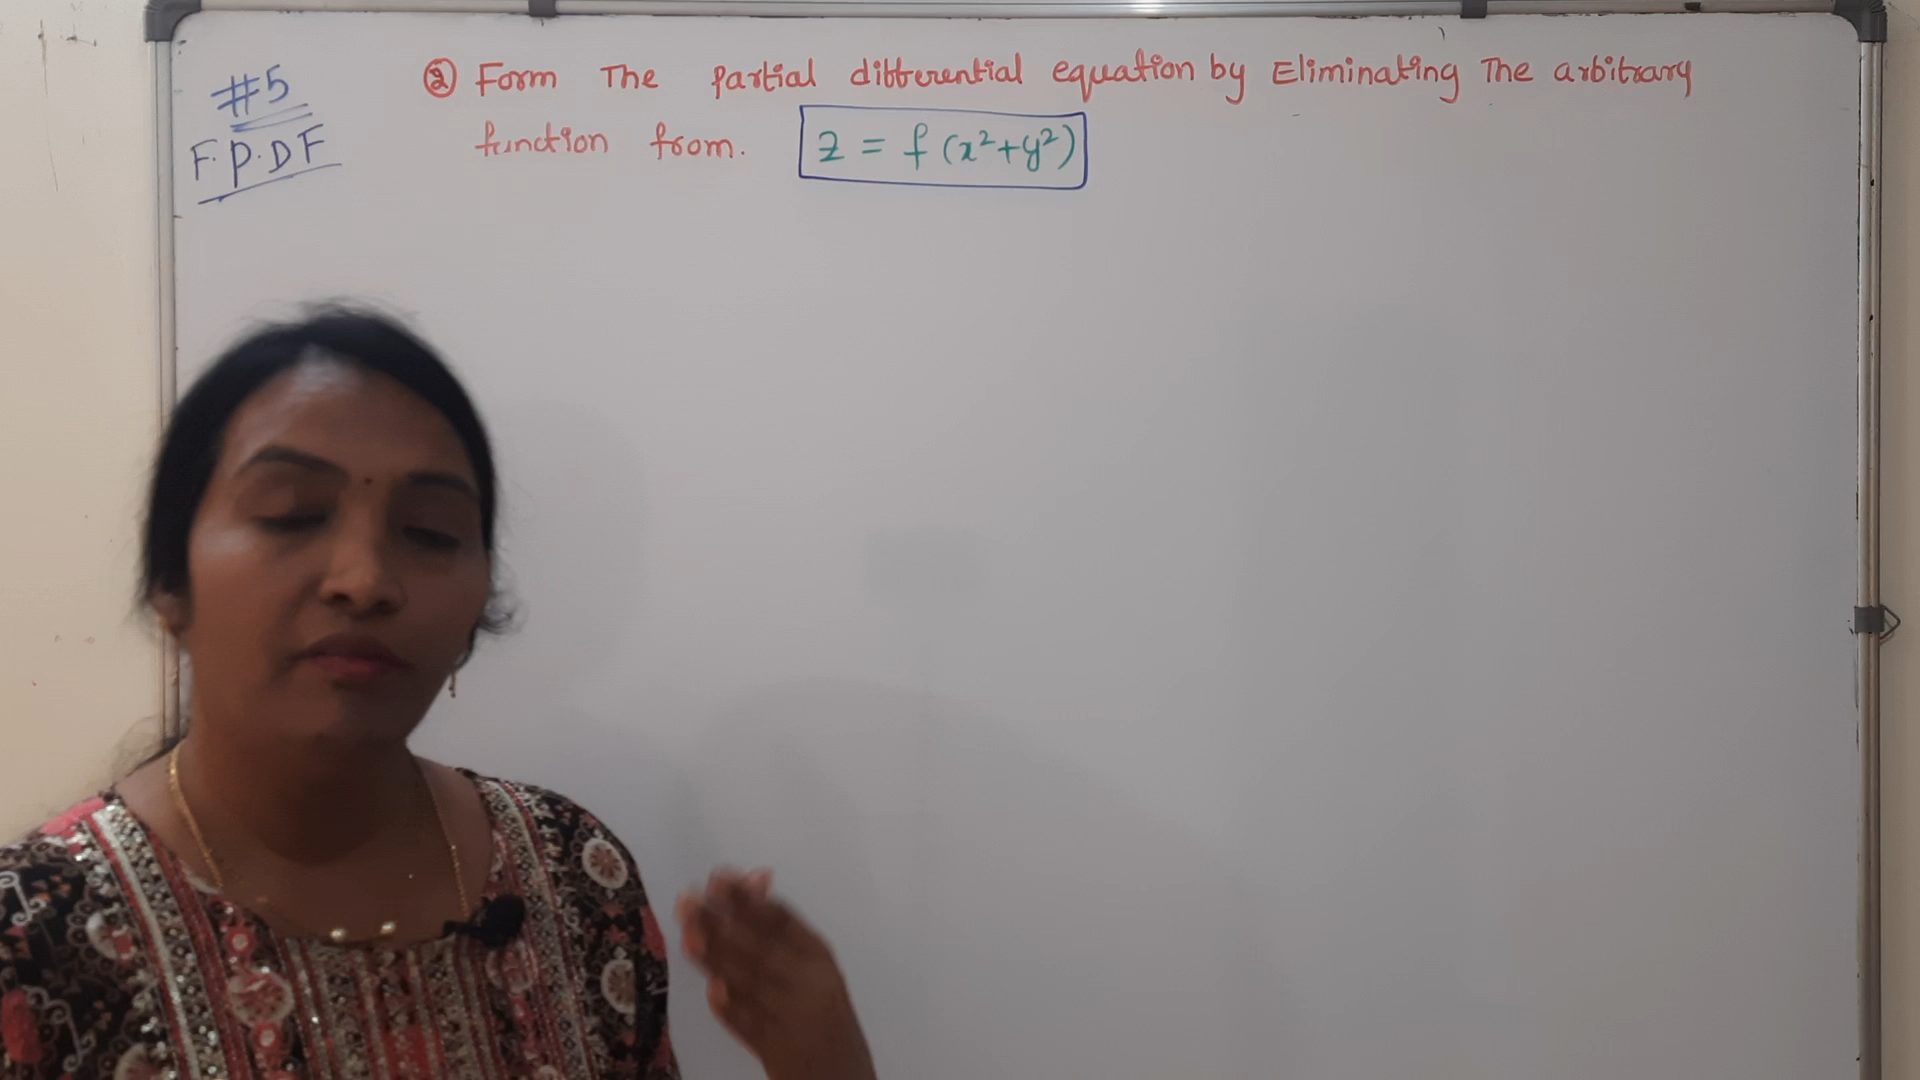 #5
F.P.D F
② Form The partial differential equation by Eliminating The arbitrary
function from. z = f (x²+y²)